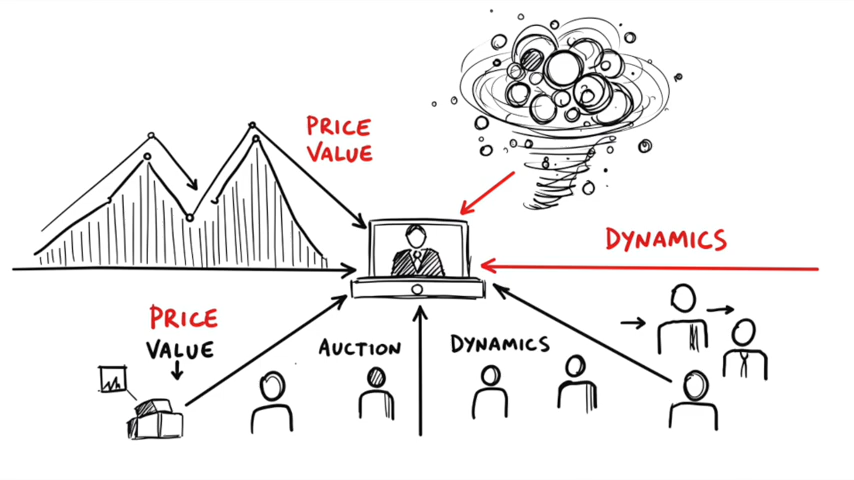 PRICE
VALUE
DYNAMICS
PRICE
VALUE
AUCTION
DYNAMICS